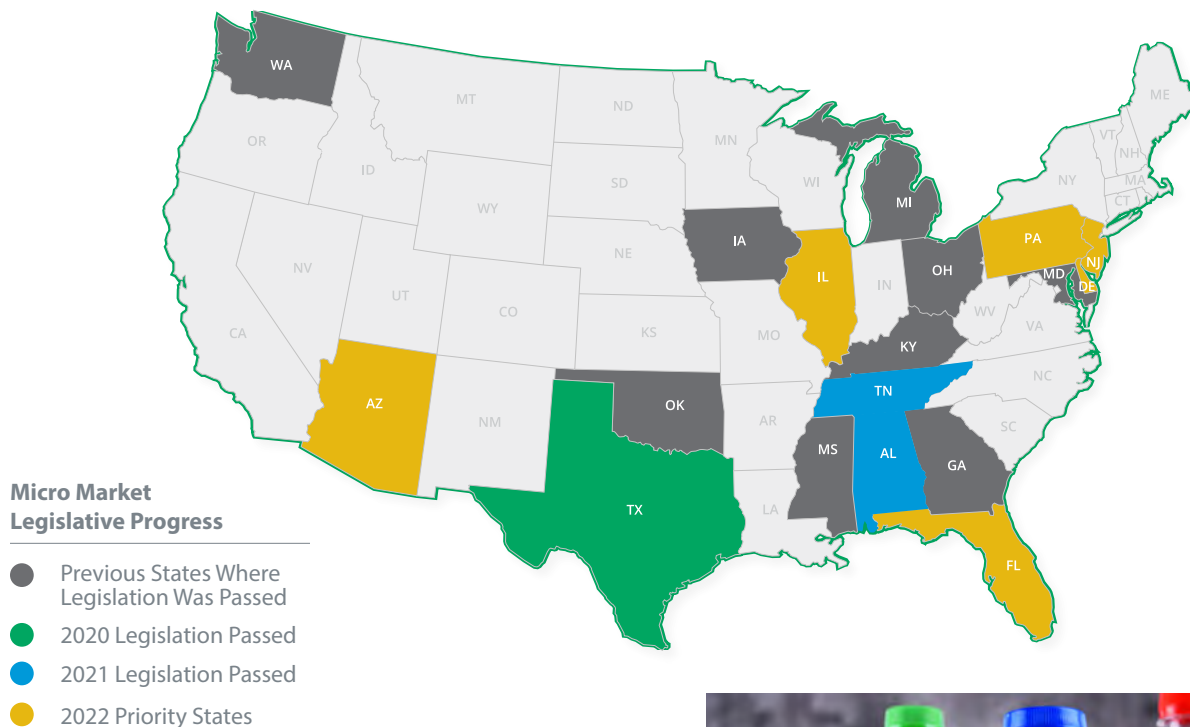 WA
MT
ND
MN
ME
OR
ID
SD
WI
VT
NH
NY
MA
WY
MI
CT
IA
NE
PA
NV
IL
OH
NJ
UT
IN
MD
DE
CO
WV
CA
KS
MO
VA
KY
NC
AZ
TN
OK
NM
AR
SC
MS
AL
GA
TX
LA
FL
Micro Market
Legislative Progress
Previous States Where
Legislation Was Passed
2020 Legislation Passed
2021 Legislation Passed
2022 Priority States